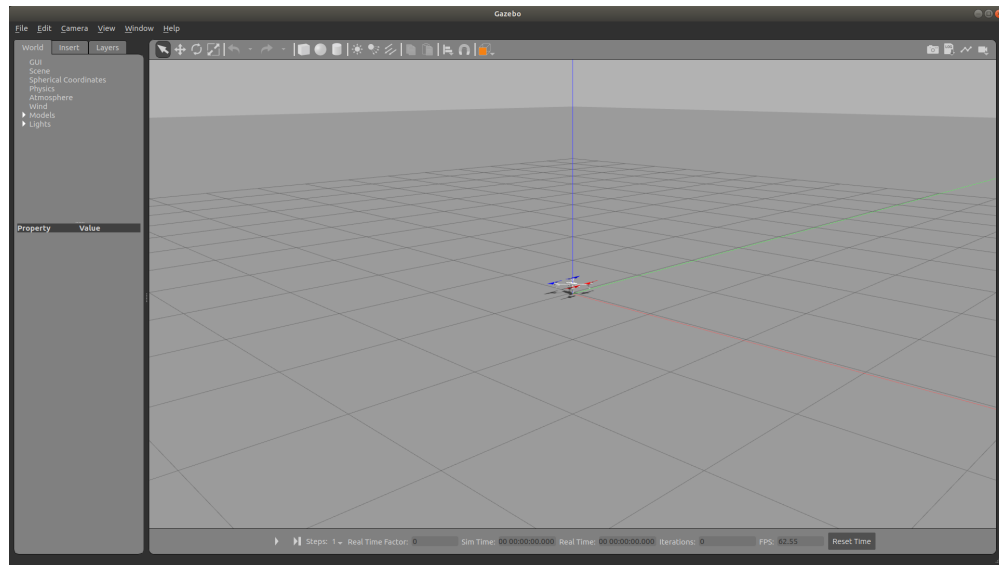 Gazebo
File Edit Camera View Window Help
World Insert Layers
GUI
Scene
Spherical Coordinates
Physics
Atmosphere
Wind
Models
Lights
Property Value
Steps: 1 Real Time Factor: 0 Sim Time: 00 00:00:00.000 Real Time: 00 00:00:00.000 Iterations: 0 FPS: 62.55 Reset Time